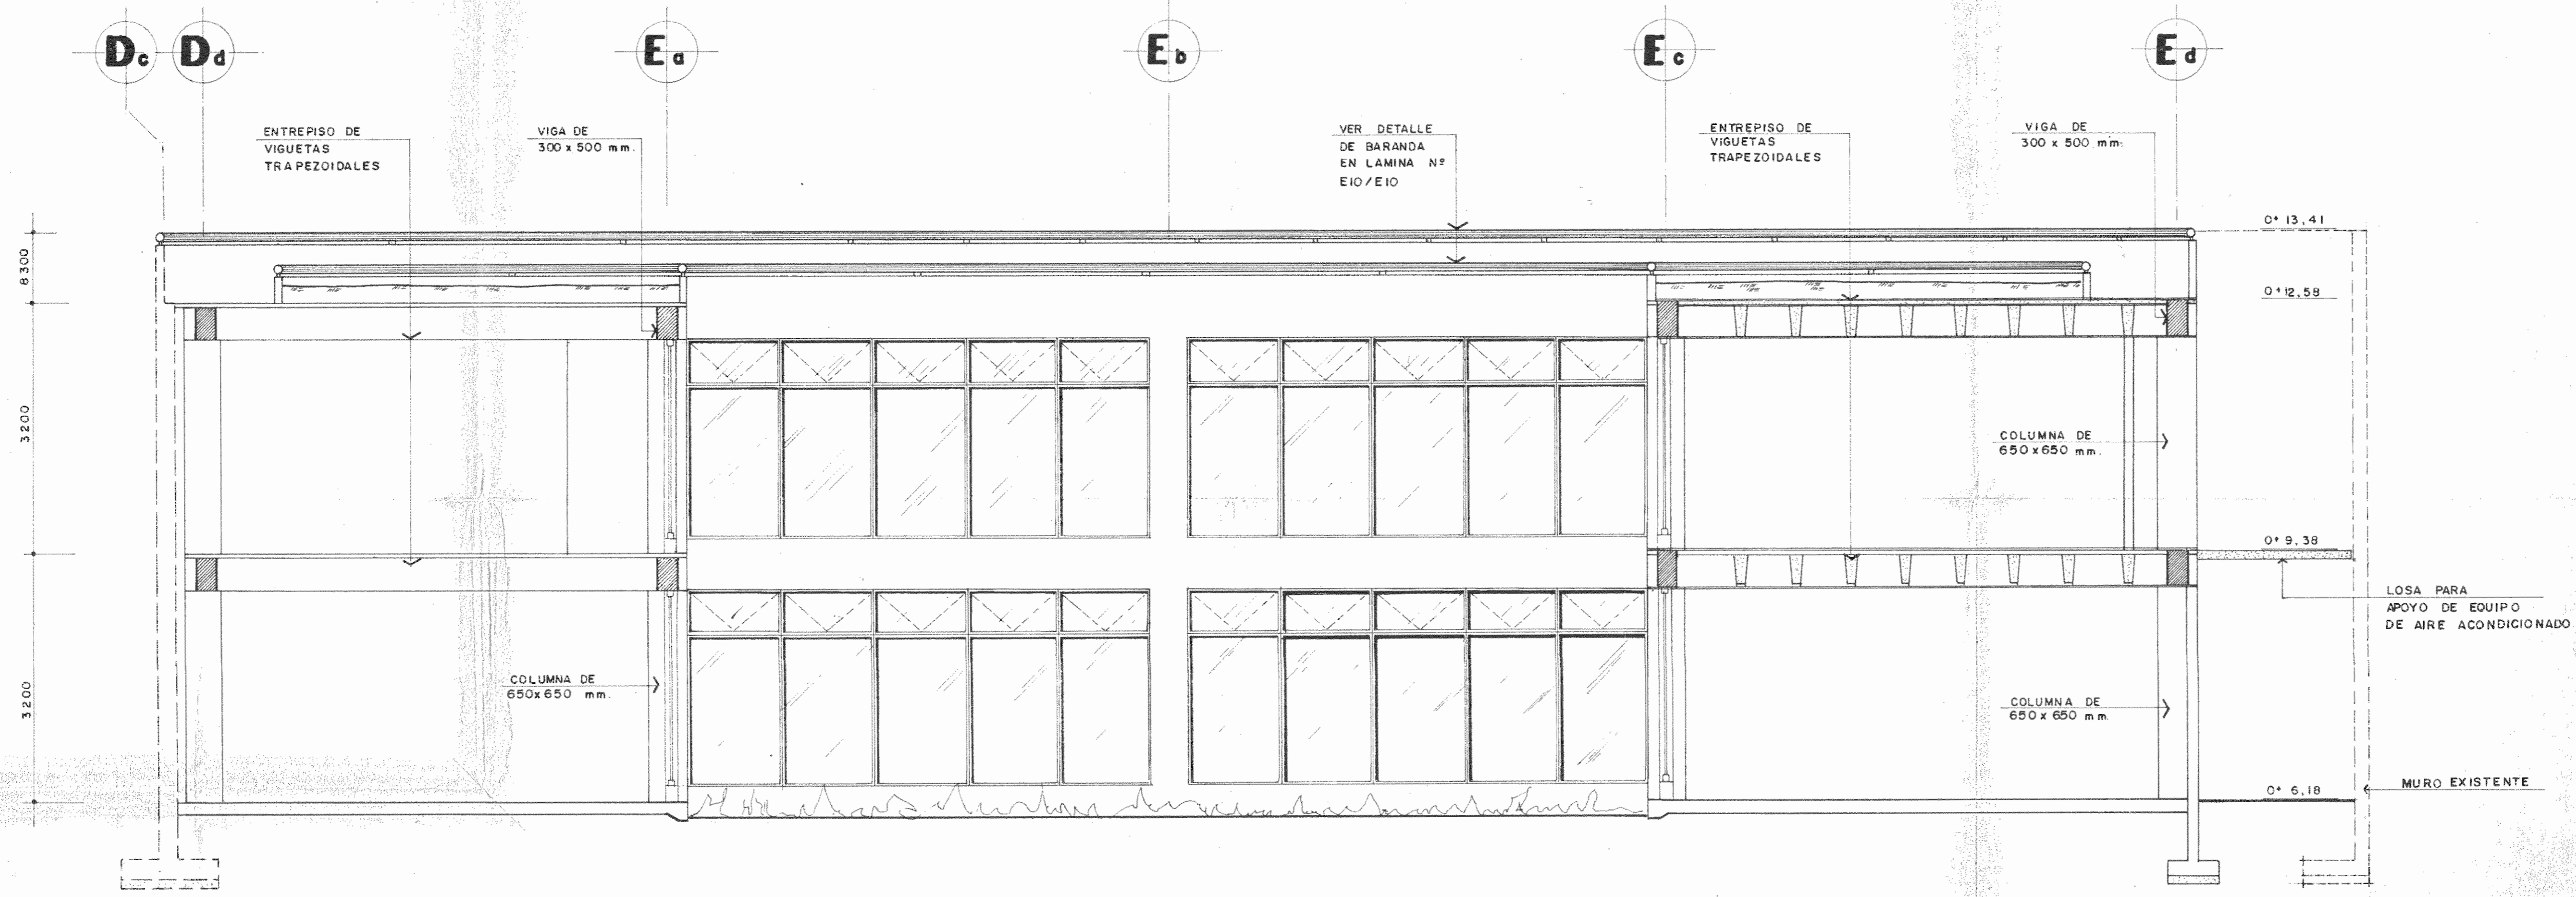 Dc
Dd
Ea
Eb
Ec
Ed
ENTREPISO DE
VIGUETAS
TRAPEZOIDALES
VIGA DE
300 x 500 mm.
VER DETALLE
DE BARANDA
EN LAMINA Nº
E10/E10
ENTREPISO DE
VIGUETAS
TRAPEZOIDALES
VIGA DE
300 x 500 mm.
8300
3200
3200
0+ 13,41
0+12,58
0+ 9,38
0+ 6,18
COLUMNA DE
650x650 mm.
LOSA PARA
APOYO DE EQUIPO
DE AIRE ACONDICIONADO
COLUMNA DE
650x650 mm.
COLUMNA DE
650 x 650 mm.
MURO EXISTENTE